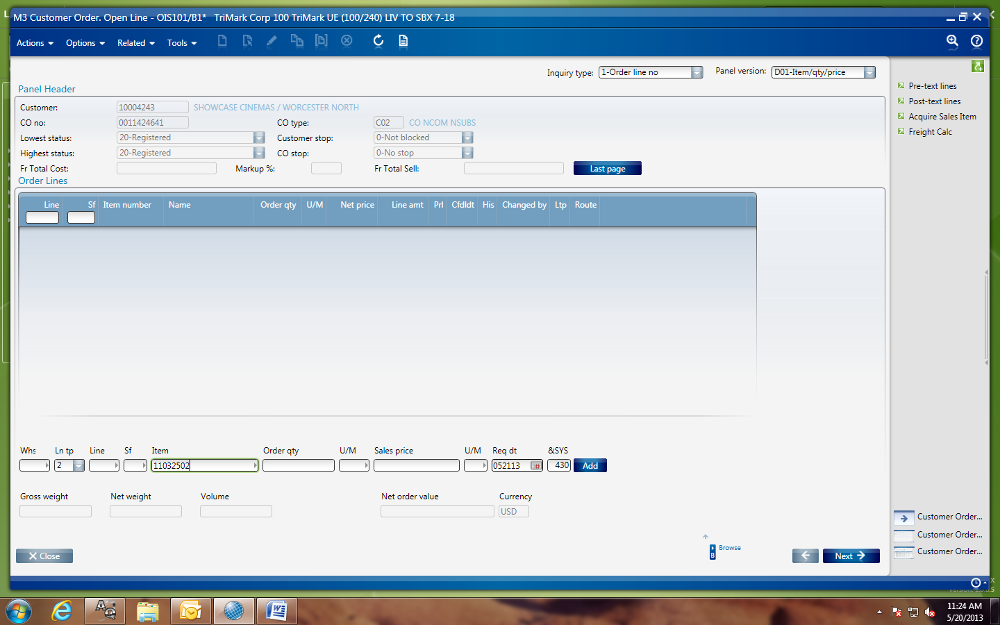 M3 Customer Order. Open Line - OIS101/B1*   TriMark Corp 100 TriMark UE (100/240) LIV TO SBX 7-18
Actions Options Related Tools
Inquiry type: 1-Order line no Panel version: D01-Item/qty/price
Panel Header
Customer: 10004243 SHOWCASE CINEMAS / WORCESTER NORTH
CO no: 0011424641 CO type: C02 CO NCOM NSUBS
Lowest status: 20-Registered Customer stop: 0-Not blocked
Highest status: 20-Registered CO stop: 0-No stop
Fr Total Cost: Markup %: Fr Total Sell: Last page
Order Lines
Line Sf Item number Name Order qty U/M Net price Line amt Prl Cfdldt His Changed by Ltp Route
Whs Ln tp Line Sf Item Order qty U/M Sales price U/M Req dt &SYS
2 11032502 052113 430 Add
Gross weight Net weight Volume Net order value Currency
USD
B Browse
Close Next
Pre-text lines
Post-text lines
Acquire Sales Item
Freight Calc
Customer Order...
Customer Order...
Customer Order...
11:24 AM
5/20/2013